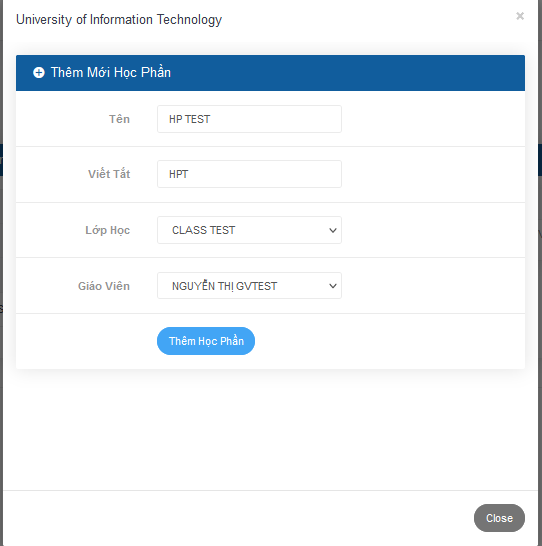 University of Information Technology
×
Thêm Mới Học Phần
Tên
HP TEST
Viết Tắt
HPT
Lớp Học
CLASS TEST
Giáo Viên
NGUYỄN THỊ GVTEST
Thêm Học Phần
Close